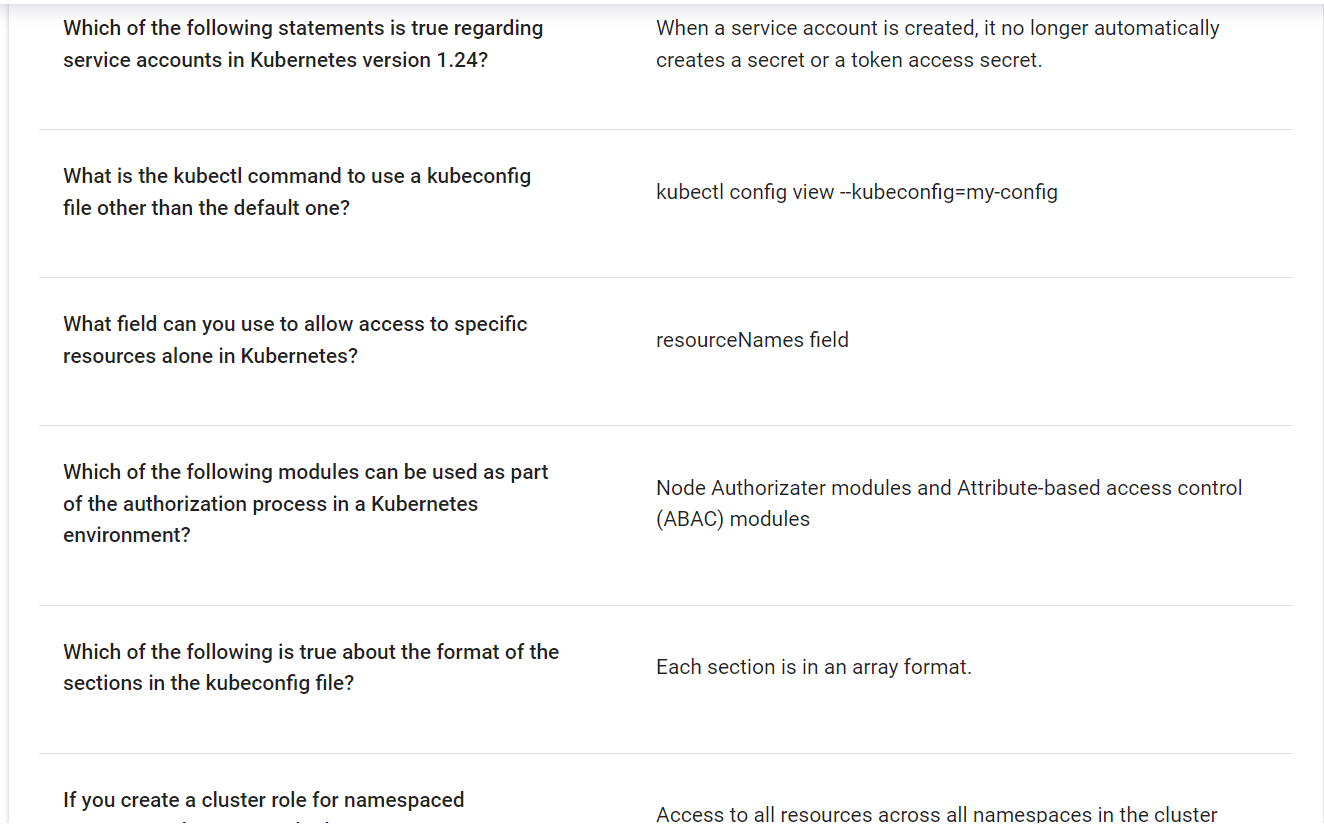 Which of the following statements is true regarding
service accounts in Kubernetes version 1.24?
When a service account is created, it no longer automatically
creates a secret or a token access secret.
What is the kubectl command to use a kubeconfig
file other than the default one?
kubectl config view --kubeconfig=my-config
What field can you use to allow access to specific
resources alone in Kubernetes?
resourceNames field
Which of the following modules can be used as part
of the authorization process in a Kubernetes
environment?
Node Authorizater modules and Attribute-based access control
(ABAC) modules
Which of the following is true about the format of the
sections in the kubeconfig file?
Each section is in an array format.
If you create a cluster role for namespaced
Access to all resources across all namespaces in the cluster